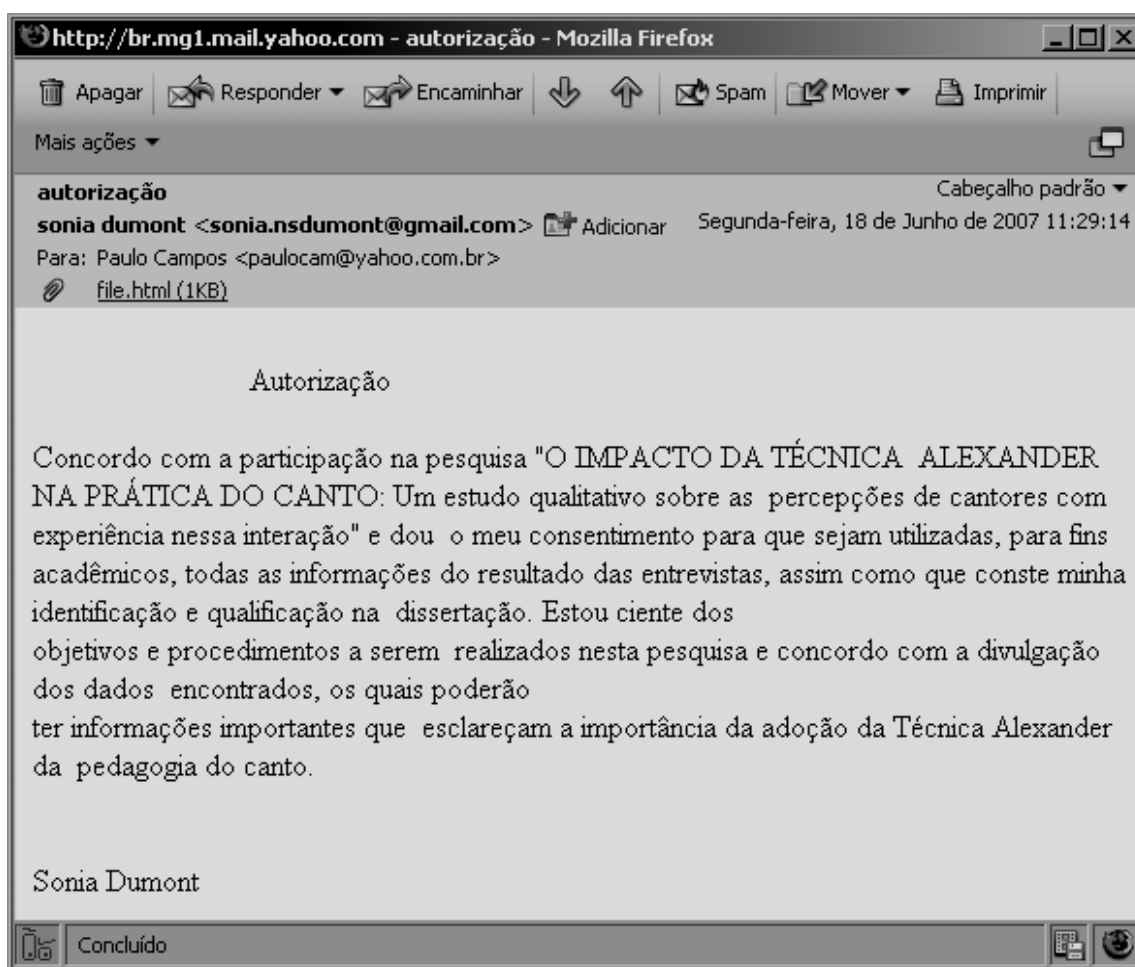 http://br.mg1.mail.yahoo.com - autorização - Mozilla Firefox
Apagar Responder Encaminhar Spam Mover Imprimir
Mais ações
autorização Cabeçalho padrão
sonia dumont <sonia.nsdumont@gmail.com> Adicionar Segunda-feira, 18 de Junho de 2007 11:29:14
Para: Paulo Campos <paulocam@yahoo.com.br>
file.html (1KB)
Autorização
Concordo com a participação na pesquisa "O IMPACTO DA TÉCNICA ALEXANDER
NA PRÁTICA DO CANTO: Um estudo qualitativo sobre as percepções de cantores com
experiência nessa interação" e dou o meu consentimento para que sejam utilizadas, para fins
acadêmicos, todas as informações do resultado das entrevistas, assim como que conste minha
identificação e qualificação na dissertação. Estou ciente dos
objetivos e procedimentos a serem realizados nesta pesquisa e concordo com a divulgação
dos dados encontrados, os quais poderão
ter informações importantes que esclareçam a importância da adoção da Técnica Alexander
da pedagogia do canto.
Sonia Dumont
Concluído